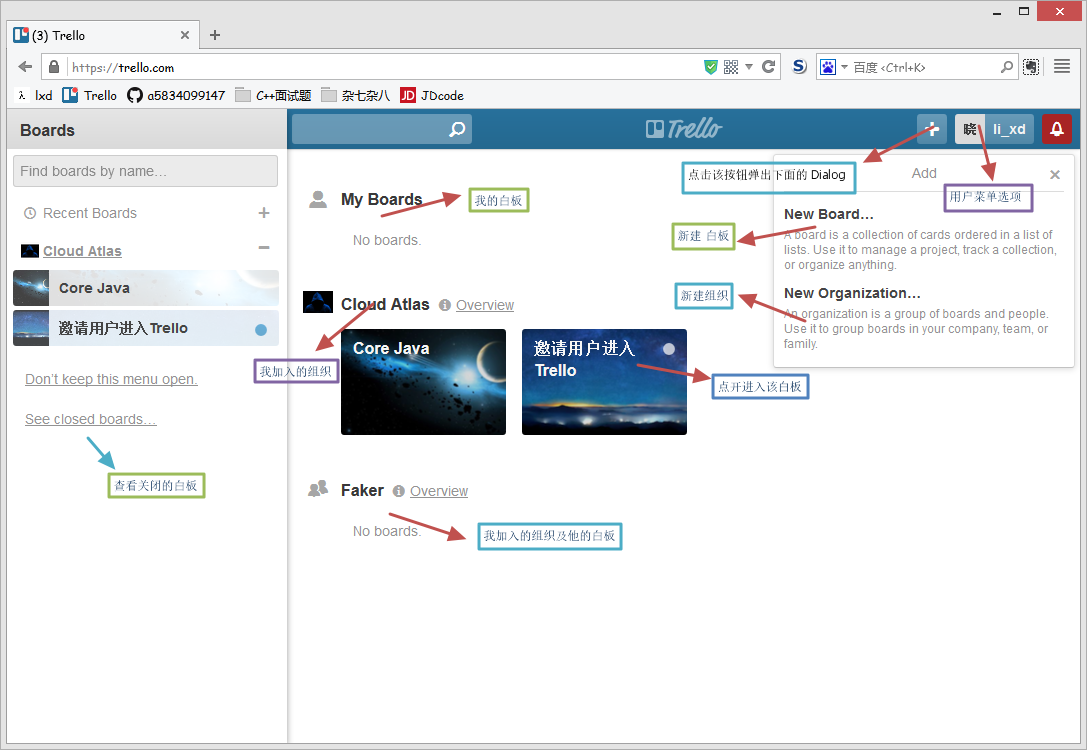 (3) Trello
https://trello.com
百度 <Ctrl+K>
lxd Trello a5834099147 C++面试题 杂七杂八 JD JDcode
Boards
Trello
晓 li_xd
Find boards by name…
Recent Boards
Cloud Atlas
Core Java
邀请用户进入Trello
Don't keep this menu open.
See closed boards…
查看关闭的白板
My Boards
我的白板
No boards.
Cloud Atlas Overview
我加入的组织
Core Java
邀请用户进入
Trello
点开进入该白板
Faker Overview
No boards.
我加入的组织及他的白板
点击该按钮弹出下面的 Dialog
Add
用户菜单选项
New Board…
新建 白板
A board is a collection of cards ordered in a list of
lists. Use it to manage a project, track a collection,
or organize anything.
New Organization…
新建组织
An organization is a group of boards and people.
Use it to group boards in your company, team, or
family.